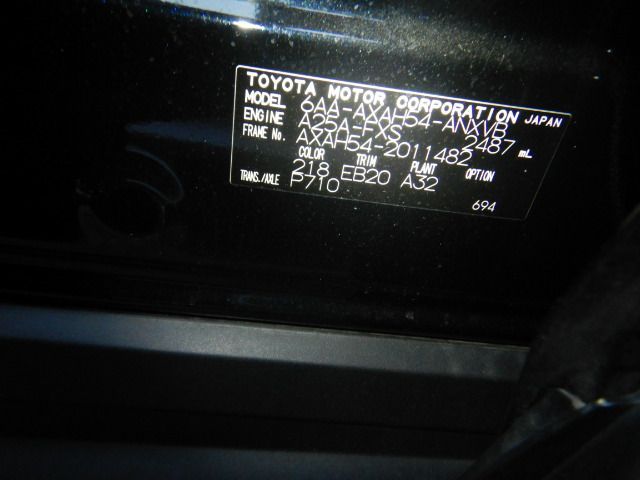 TOYOTA MOTOR CORPORATION JAPAN
MODEL 6AA-AXAH54-ANXVB
ENGINE A25A-FXS 2487 mL
FRAME No. AXAH54-2011482
COLOR TRIM PLANT OPTION
218 EB20 A32
TRANS./AXLE P710
694